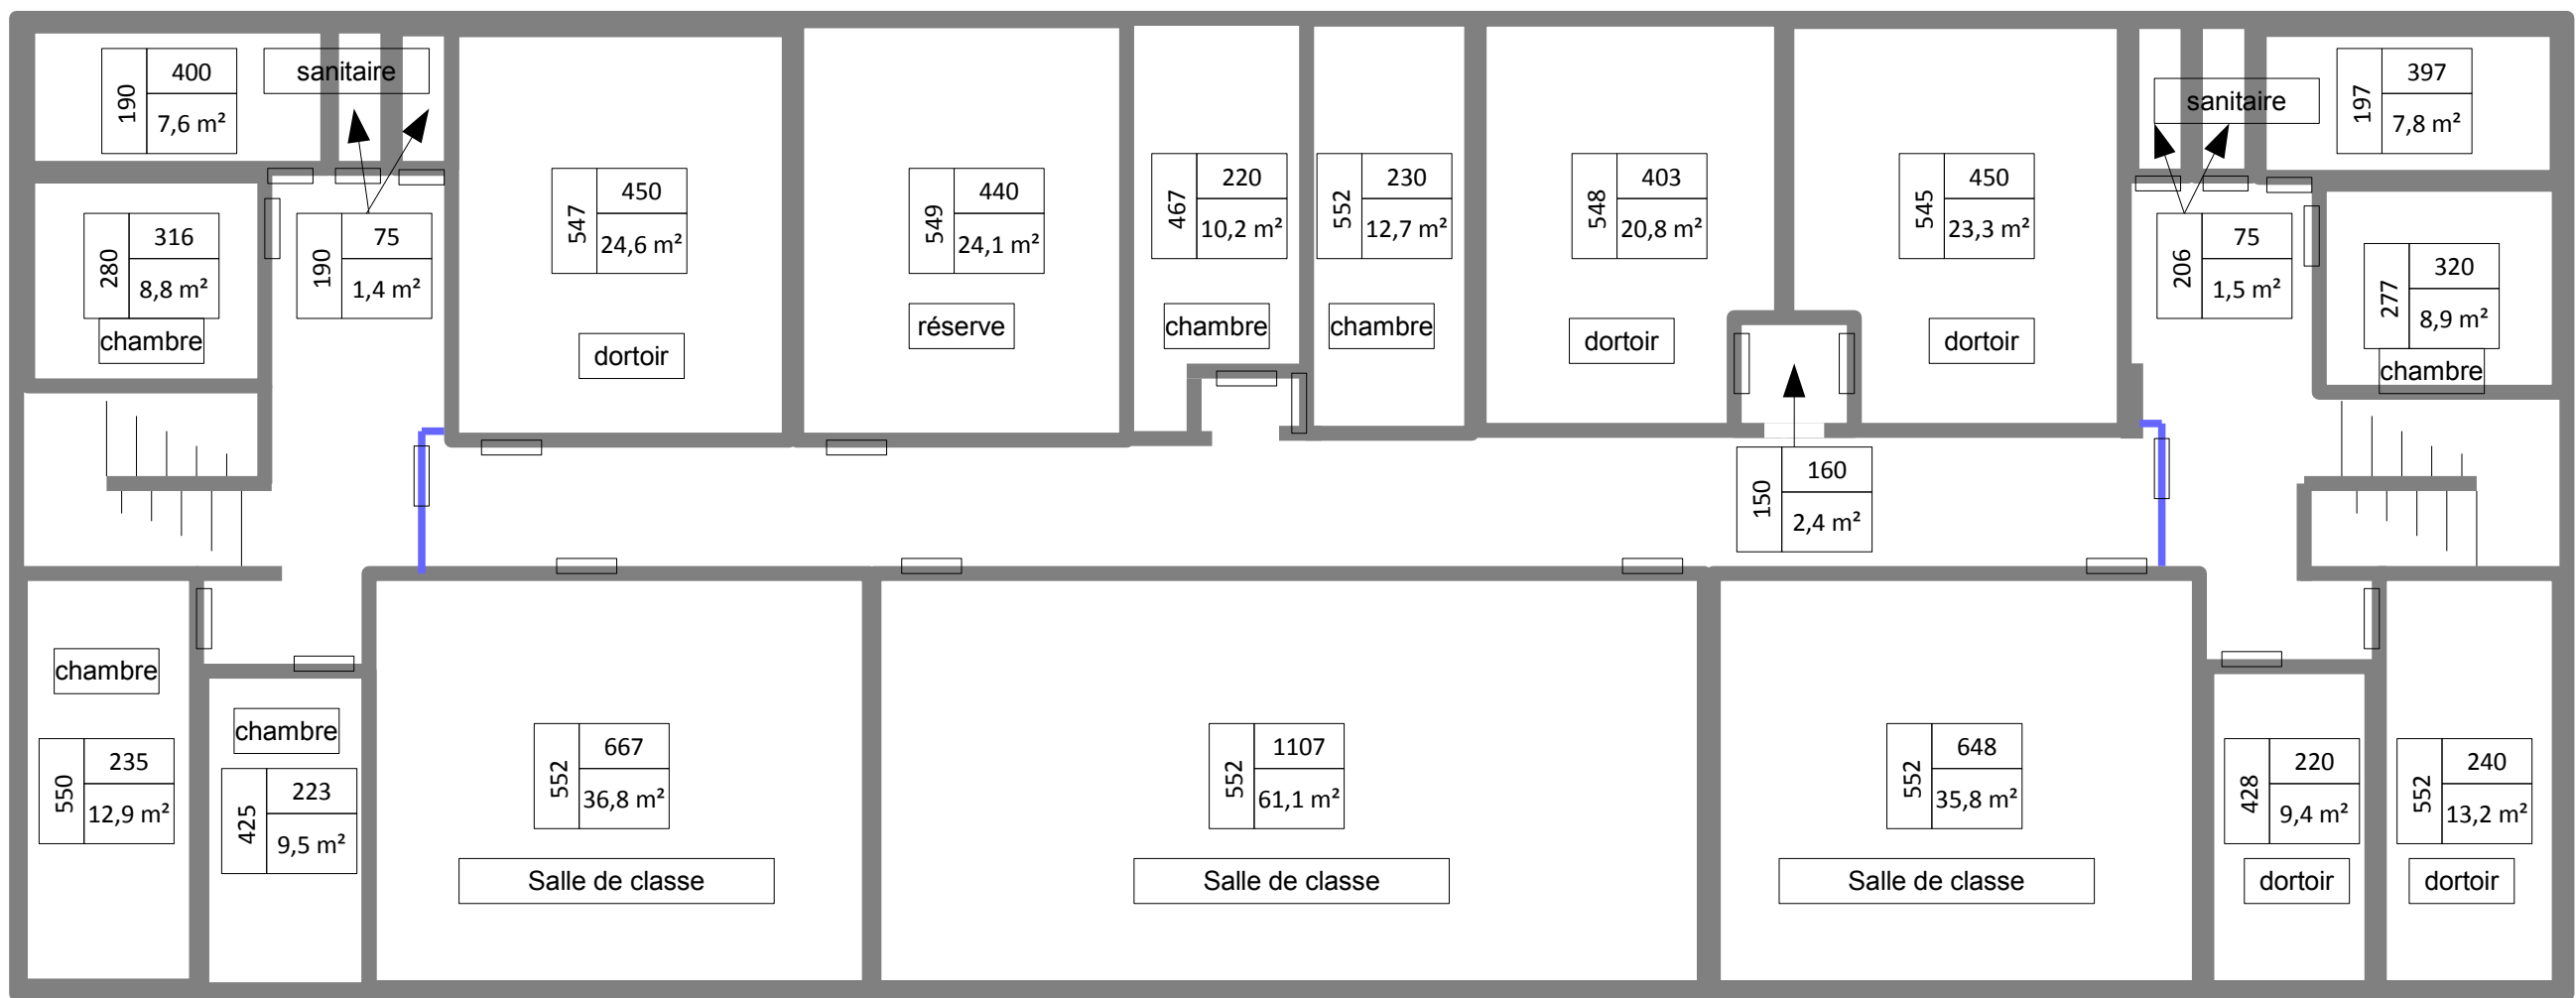 190
400
7,6 m²
sanitaire
sanitaire
197
397
7,8 m²
547
450
24,6 m²
549
440
24,1 m²
467
220
10,2 m²
552
230
12,7 m²
548
403
20,8 m²
545
450
23,3 m²
280
316
8,8 m²
chambre
190
75
1,4 m²
206
75
1,5 m²
277
320
8,9 m²
chambre
dortoir
réserve
chambre
chambre
dortoir
dortoir
150
160
2,4 m²
chambre
550
235
12,9 m²
chambre
425
223
9,5 m²
552
667
36,8 m²
Salle de classe
552
1107
61,1 m²
Salle de classe
552
648
35,8 m²
Salle de classe
428
220
9,4 m²
dortoir
552
240
13,2 m²
dortoir